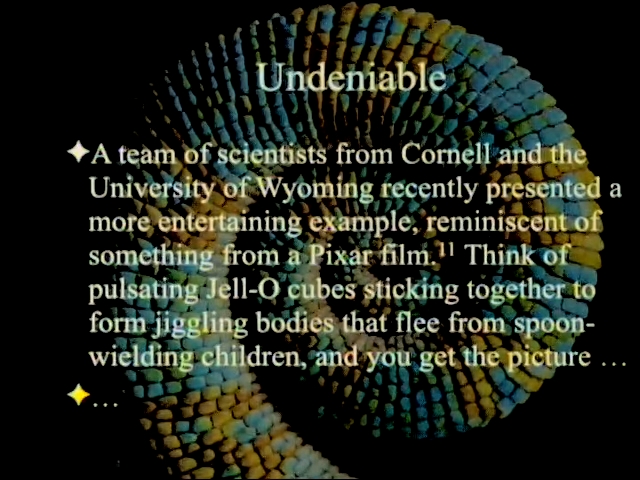 Undeniable
A team of scientists from Cornell and the
University of Wyoming recently presented a
more entertaining example, reminiscent of
something from a Pixar film.¹¹ Think of
pulsating Jell-O cubes sticking together to
form jiggling bodies that flee from spoon-
wielding children, and you get the picture …
…